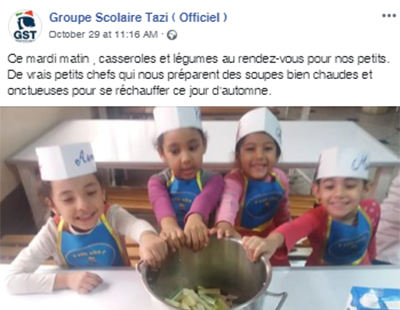 GST
Groupe Scolaire Tazi ( Officiel )
October 29 at 11:16 AM
Ce mardi matin , casseroles et légumes au rendez-vous pour nos petits.
De vrais petits chefs qui nous préparent des soupes bien chaudes et
onctueuses pour se réchauffer ce jour d'automne.